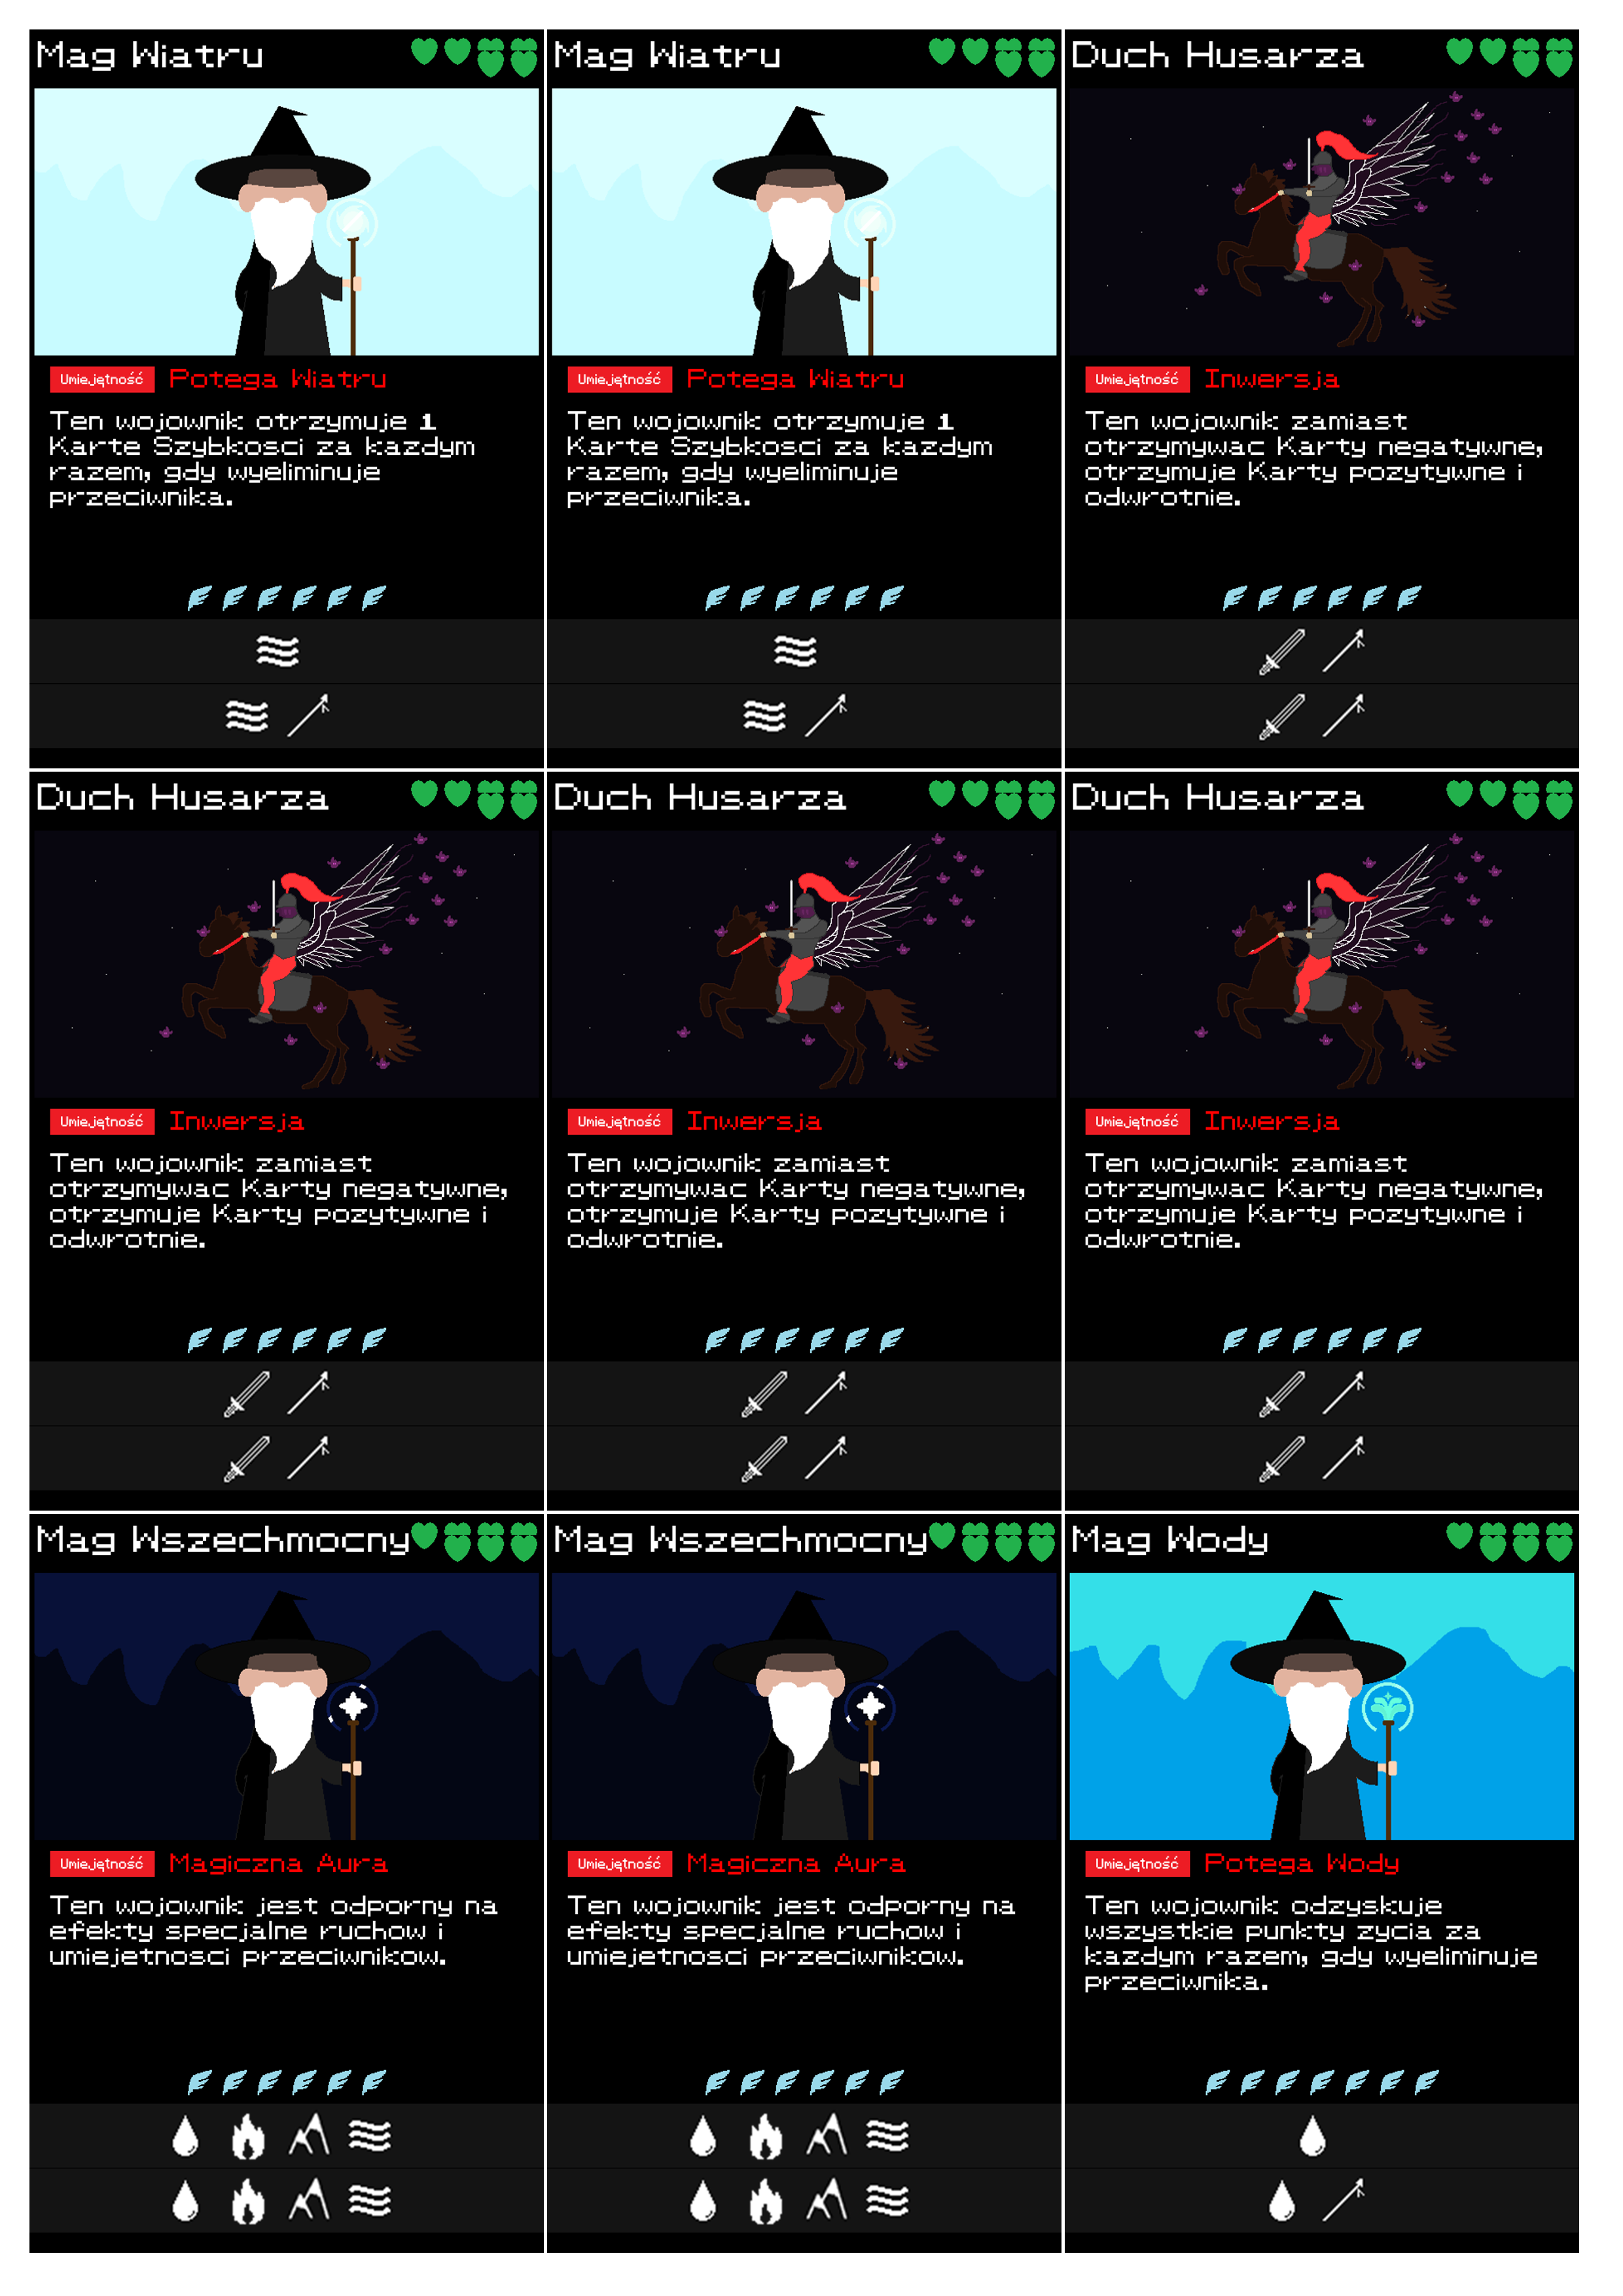 Mag Wiatru
Umiejętność Potega Wiatru
Ten wojownik otrzymuje 1
Karte Szybkosci za kazdym
razem, gdy wyeliminuje
przeciwnika.
Mag Wiatru
Umiejętność Potega Wiatru
Ten wojownik otrzymuje 1
Karte Szybkosci za kazdym
razem, gdy wyeliminuje
przeciwnika.
Duch Husarza
Umiejętność Inwersja
Ten wojownik zamiast
otrzymywac Karty negatywne,
otrzymuje Karty pozytywne i
odwrotnie.
Duch Husarza
Umiejętność Inwersja
Ten wojownik zamiast
otrzymywac Karty negatywne,
otrzymuje Karty pozytywne i
odwrotnie.
Duch Husarza
Umiejętność Inwersja
Ten wojownik zamiast
otrzymywac Karty negatywne,
otrzymuje Karty pozytywne i
odwrotnie.
Duch Husarza
Umiejętność Inwersja
Ten wojownik zamiast
otrzymywac Karty negatywne,
otrzymuje Karty pozytywne i
odwrotnie.
Mag Wszechmocny
Umiejętność Magiczna Aura
Ten wojownik jest odporny na
efekty specjalne ruchow i
umiejetnosci przeciwnikow.
Mag Wszechmocny
Umiejętność Magiczna Aura
Ten wojownik jest odporny na
efekty specjalne ruchow i
umiejetnosci przeciwnikow.
Mag Wody
Umiejętność Potega Wody
Ten wojownik odzyskuje
wszystkie punkty zycia za
kazdym razem, gdy wyeliminuje
przeciwnika.